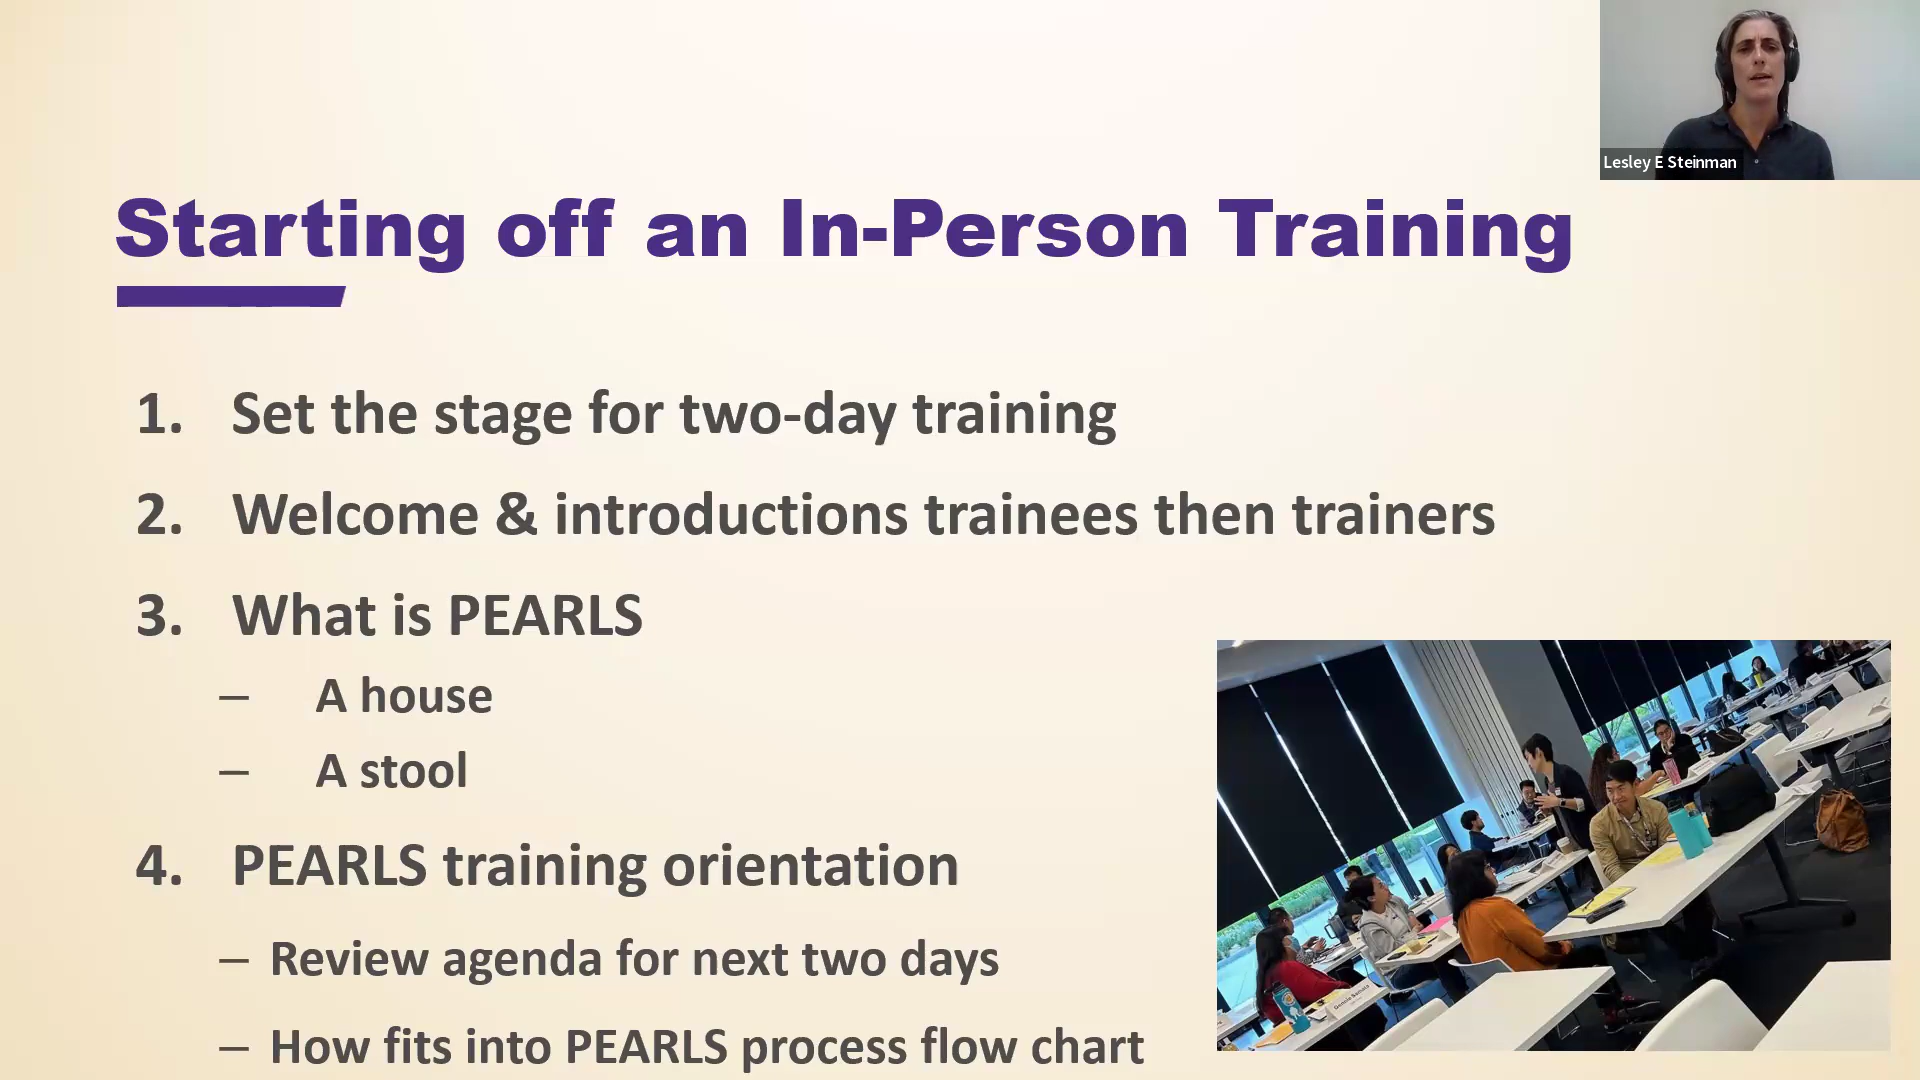 Lesley E Steinman
Starting off an In-Person Training
1. Set the stage for two-day training
2. Welcome & introductions trainees then trainers
3. What is PEARLS
– A house
– A stool
4. PEARLS training orientation
– Review agenda for next two days
– How fits into PEARLS process flow chart